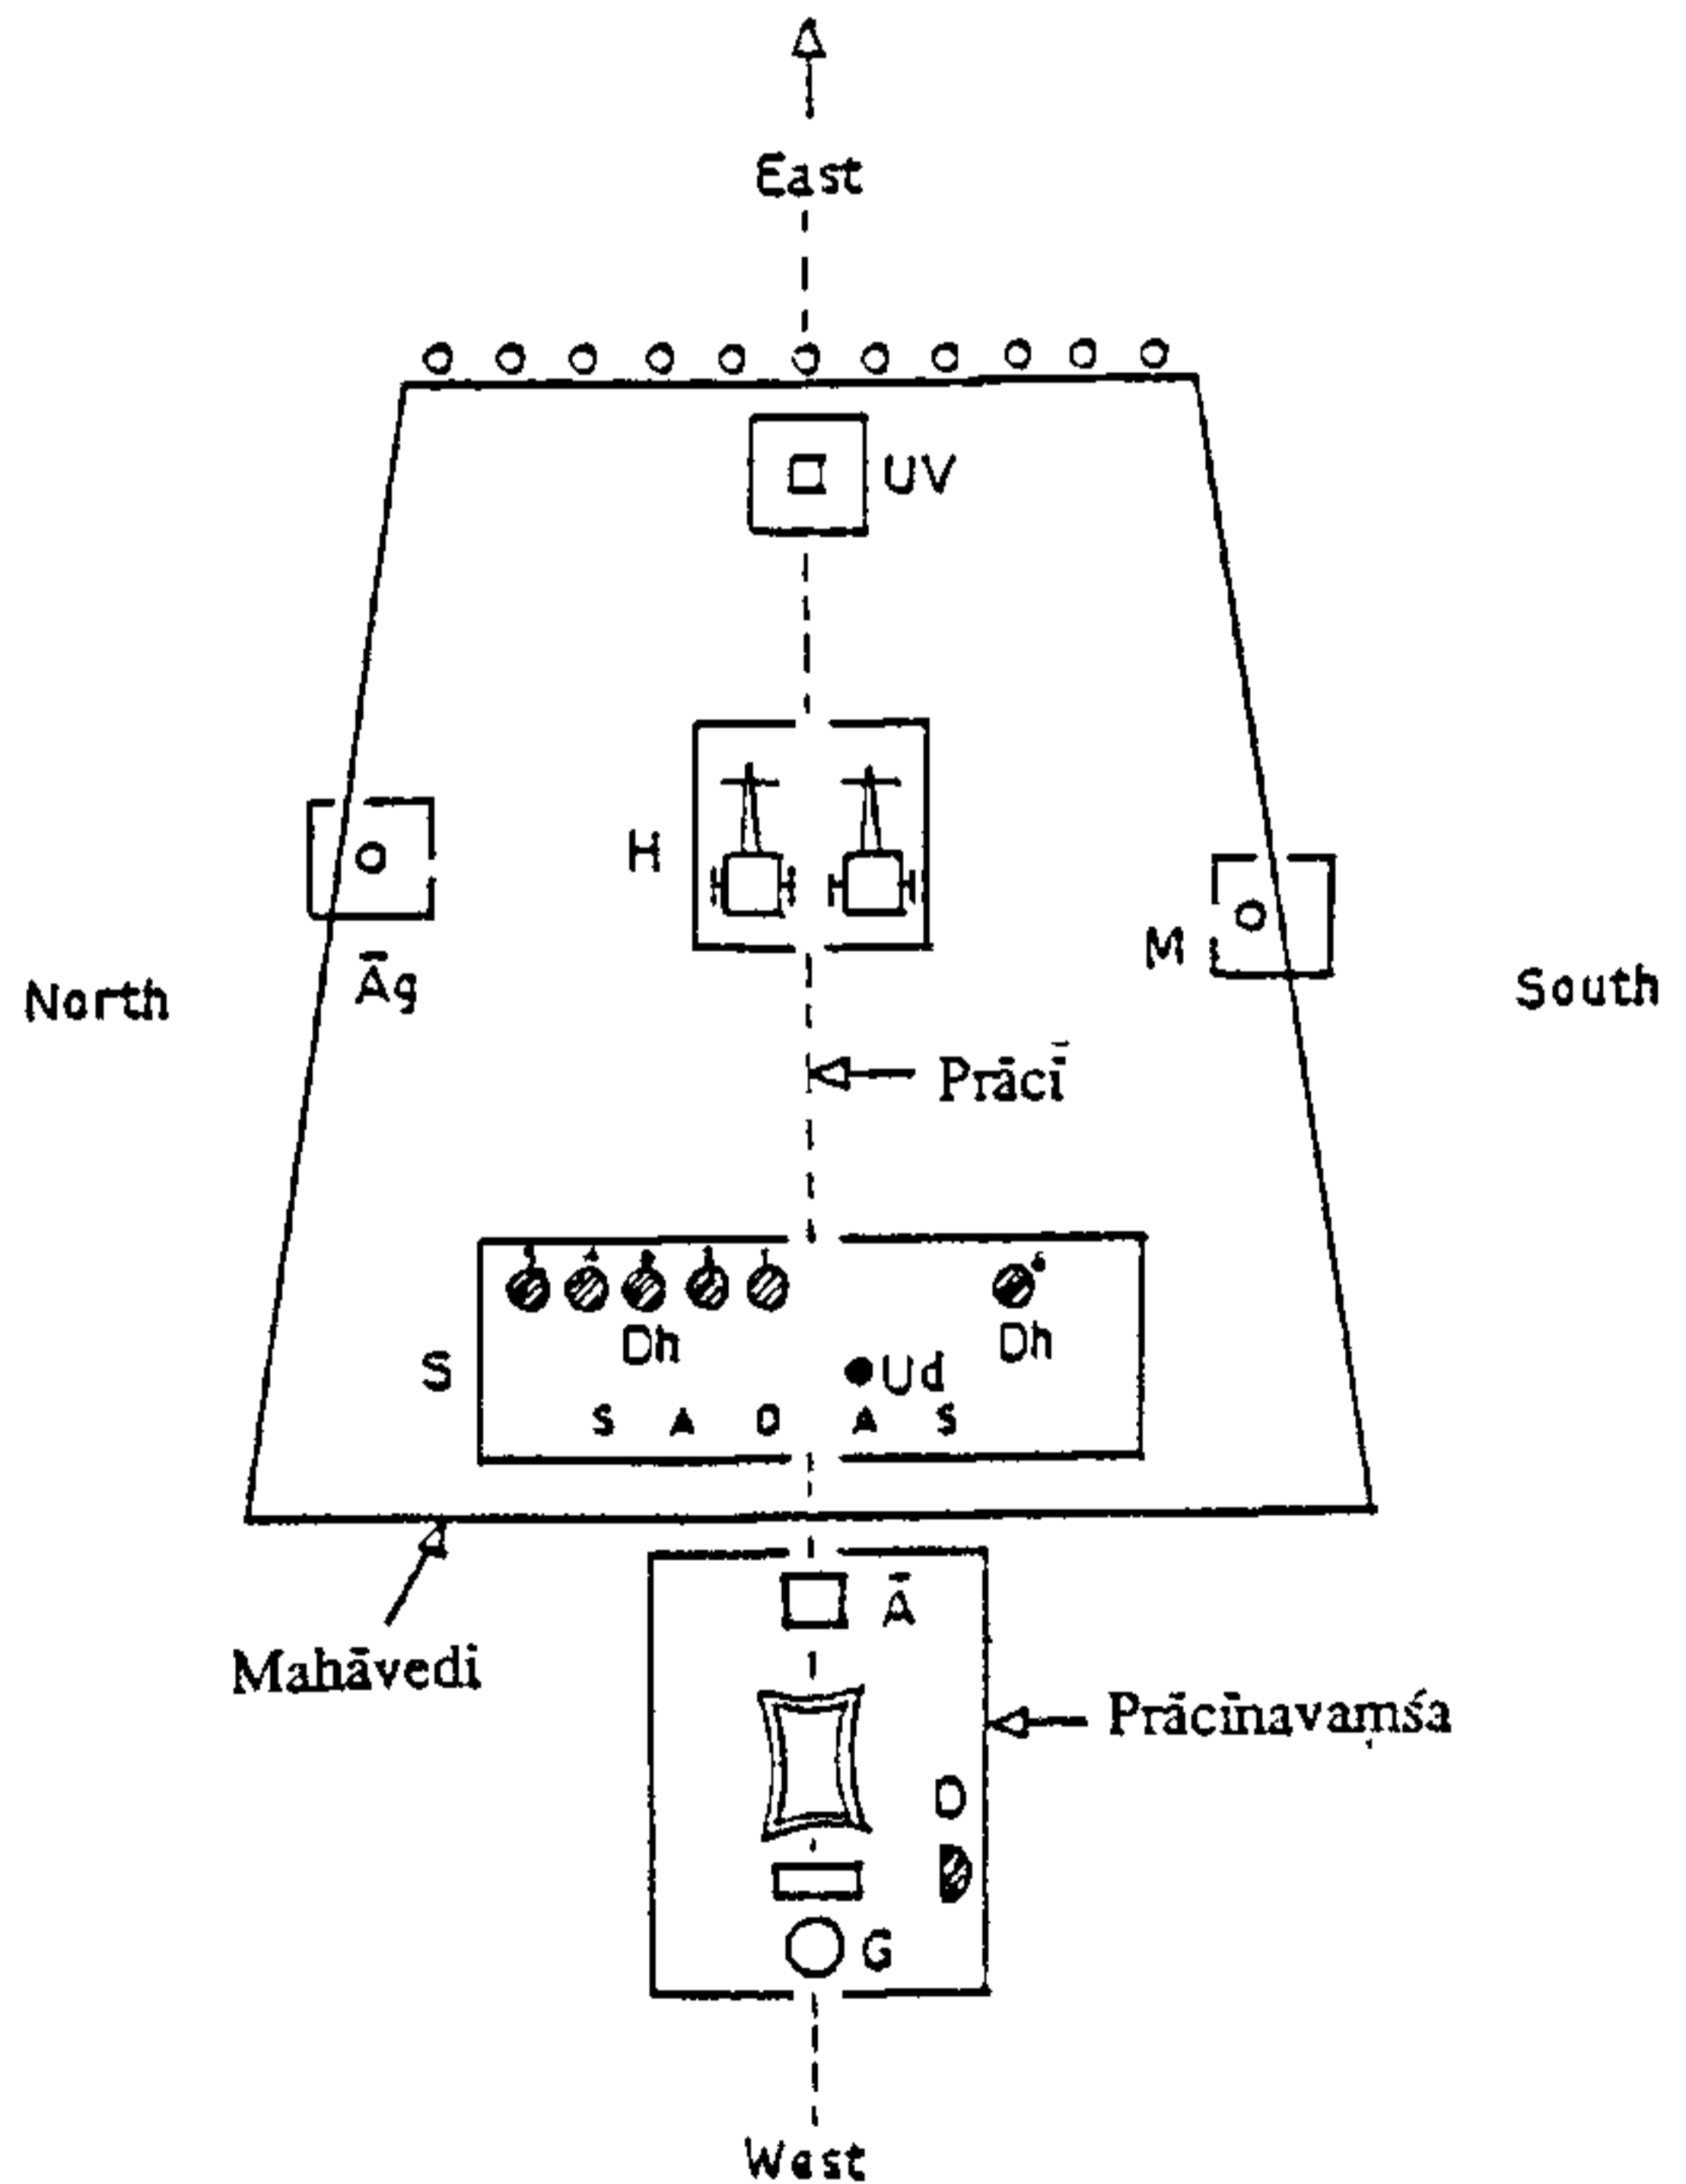 East
UV
H
Āg
M
North
South
Prācī
Dh
Dh
S
Ud
S A O A S
Ā
Mahāvedi
Prācīnavaṃśa
D
G
West